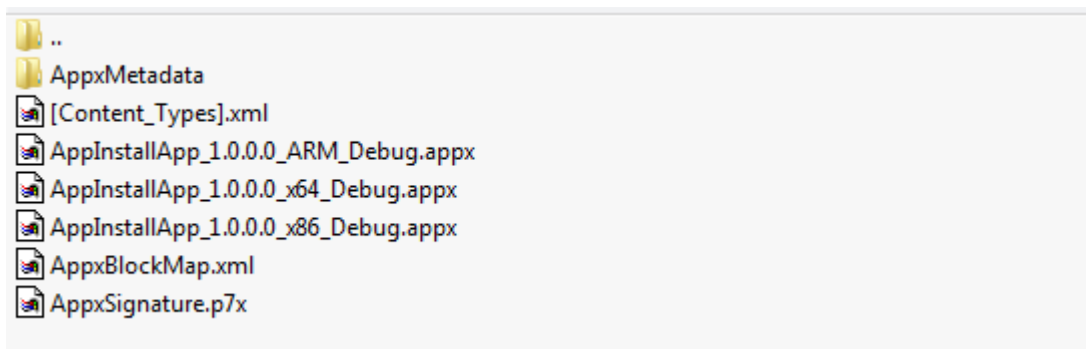 ..
AppxMetadata
[Content_Types].xml
AppInstallApp_1.0.0.0_ARM_Debug.appx
AppInstallApp_1.0.0.0_x64_Debug.appx
AppInstallApp_1.0.0.0_x86_Debug.appx
AppxBlockMap.xml
AppxSignature.p7x